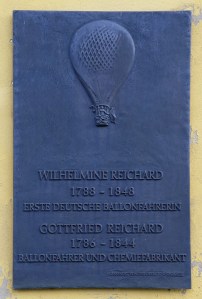 WILHELMINE REICHARD
1788 - 1848
ERSTE DEUTSCHE BALLONFAHRERIN
GOTTFRIED REICHARD
1786 - 1844
BALLONFAHRER UND CHEMIEFABRIKANT